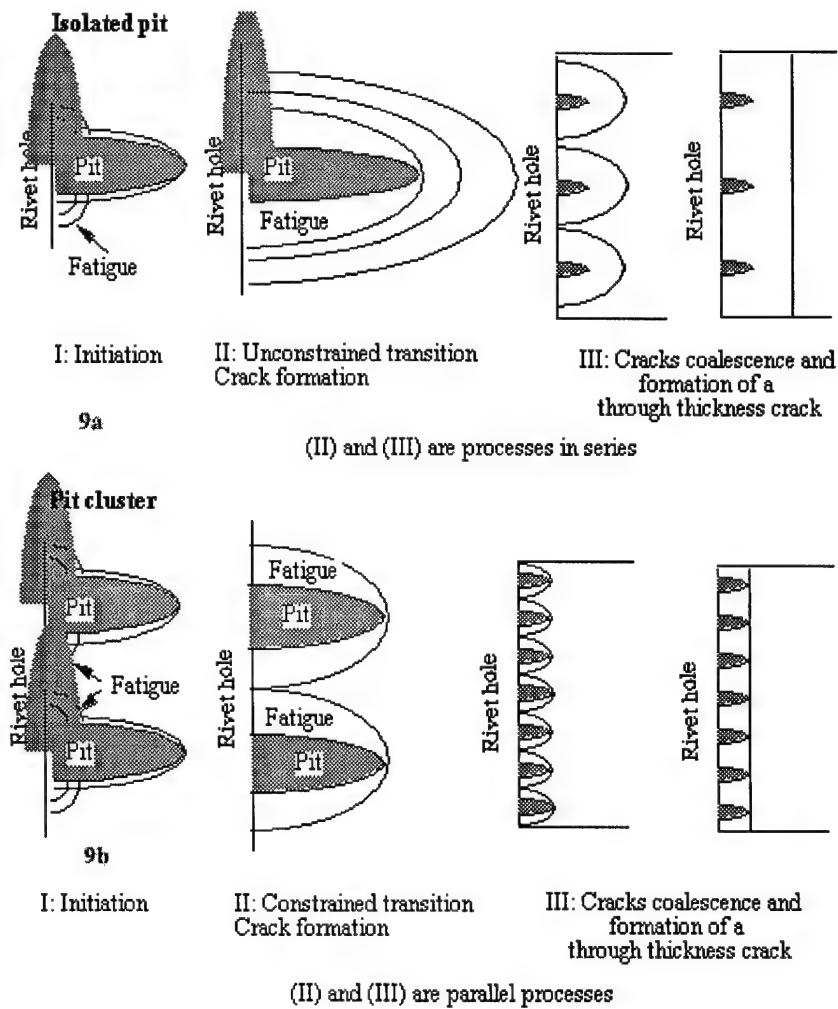 Isolated pit
Rivet hole
Pit
Fatigue
Rivet hole
Pit
Fatigue
Rivet hole
Rivet hole
I: Initiation
II: Unconstrained transition
Crack formation
III: Cracks coalescence and
formation of a
through thickness crack
9a
(II) and (III) are processes in series
Pit cluster
Rivet hole
Pit
Fatigue
Pit
Rivet hole
Fatigue
Pit
Fatigue
Pit
Rivet hole
Rivet hole
9b
I: Initiation
II: Constrained transition
Crack formation
III: Cracks coalescence and
formation of a
through thickness crack
(II) and (III) are parallel processes